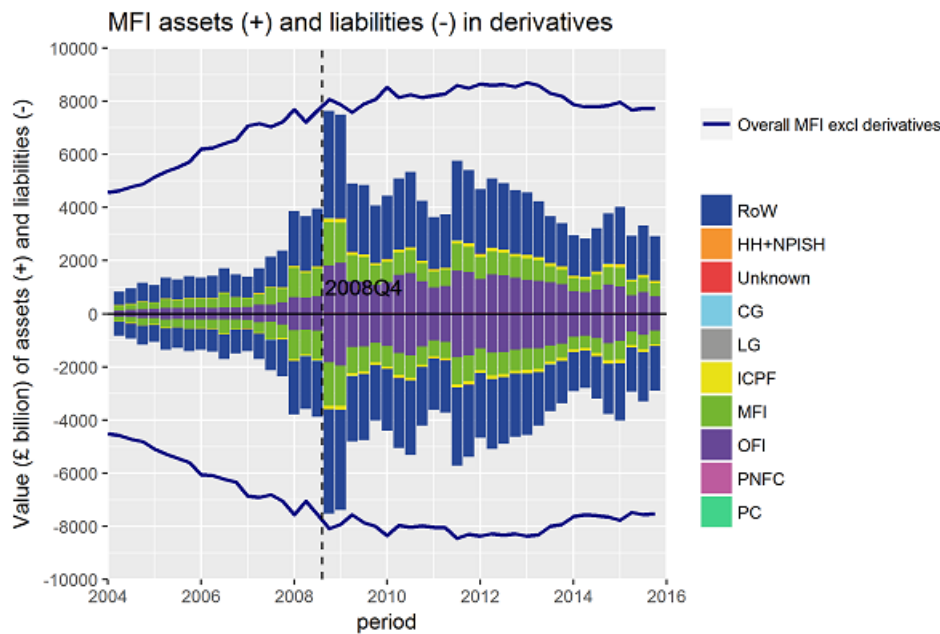 MFI assets (+) and liabilities (-) in derivatives
Value (£ billion) of assets (+) and liabilities (-)
10000
8000
6000
4000
2000
0
-2000
-4000
-6000
-8000
-10000
2008Q4
2004
2006
2008
2010
2012
2014
2016
period
Overall MFI excl derivatives
RoW
HH+NPISH
Unknown
CG
LG
ICPF
MFI
OFI
PNFC
PC